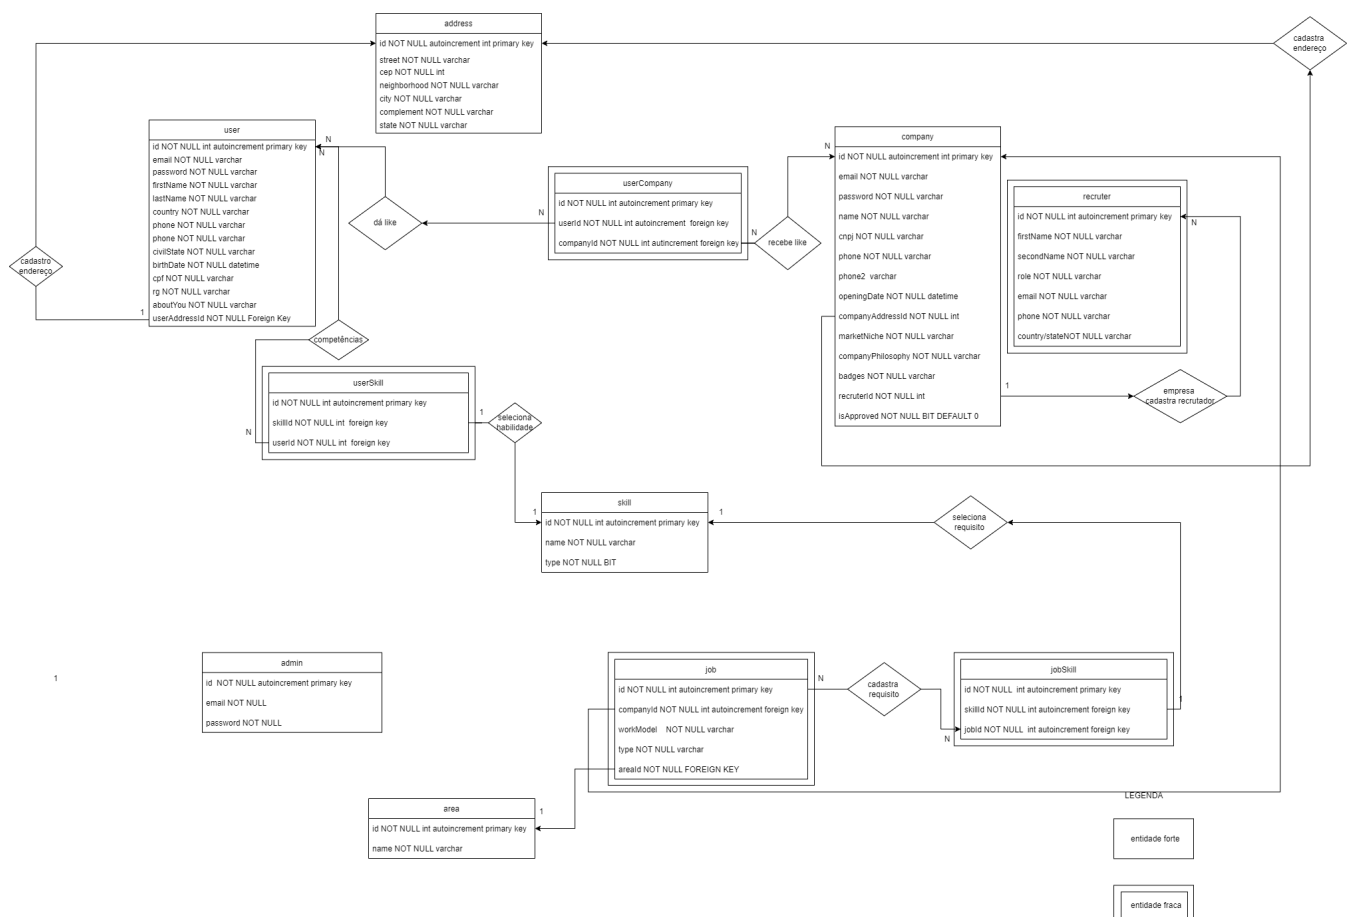 address
id NOT NULL autoincrement int primary key
street NOT NULL varchar
cep NOT NULL int
neighborhood NOT NULL varchar
city NOT NULL varchar
complement NOT NULL varchar
state NOT NULL varchar
cadastra
endereço
user
id NOT NULL int autoincrement primary key
email NOT NULL varchar
password NOT NULL varchar
firstName NOT NULL varchar
lastName NOT NULL varchar
country NOT NULL varchar
phone NOT NULL varchar
phone NOT NULL varchar
civilState NOT NULL varchar
birthDate NOT NULL datetime
cpf NOT NULL varchar
rg NOT NULL varchar
aboutYou NOT NULL varchar
userAddressId NOT NULL Foreign Key
N
N
cadastro
endereço
1
dá like
competências
userCompany
id NOT NULL int autoincrement primary key
userId NOT NULL int autoincrement  foreign key
companyId NOT NULL int autincrement foreign key
N
N
recebe like
N
company
id NOT NULL autoincrement int primary key
email NOT NULL varchar
password NOT NULL varchar
name NOT NULL varchar
cnpj NOT NULL varchar
phone NOT NULL varchar
phone2  varchar
openingDate NOT NULL datetime
companyAddressId NOT NULL int
marketNiche NOT NULL varchar
companyPhilosophy NOT NULL varchar
badges NOT NULL varchar
recruterId NOT NULL int
isApproved NOT NULL BIT DEFAULT 0
recruter
id NOT NULL int autoincrement primary key
firstName NOT NULL varchar
secondName NOT NULL varchar
role NOT NULL varchar
email NOT NULL varchar
phone NOT NULL varchar
country/stateNOT NULL varchar
N
1
empresa
cadastra recrutador
userSkill
id NOT NULL int autoincrement primary key
skillId NOT NULL int  foreign key
userId NOT NULL int  foreign key
N
1
seleciona
habilidade
skill
id NOT NULL int autoincrement primary key
name NOT NULL varchar
type NOT NULL BIT
1
1
seleciona
requisito
admin
id  NOT NULL autoincrement primary key
email NOT NULL
password NOT NULL
1
job
id NOT NULL int autoincrement primary key
companyId NOT NULL int autoincrement foreign key
workModel    NOT NULL varchar
type NOT NULL varchar
areaId NOT NULL FOREIGN KEY
N
cadastra
requisito
N
jobSkill
id NOT NULL  int autoincrement primary key
skillId NOT NULL int autoincrement foreign key
jobId NOT NULL  int autoincrement foreign key
1
area
id NOT NULL int autoincrement primary key
name NOT NULL varchar
1
LEGENDA
entidade forte
entidade fraca